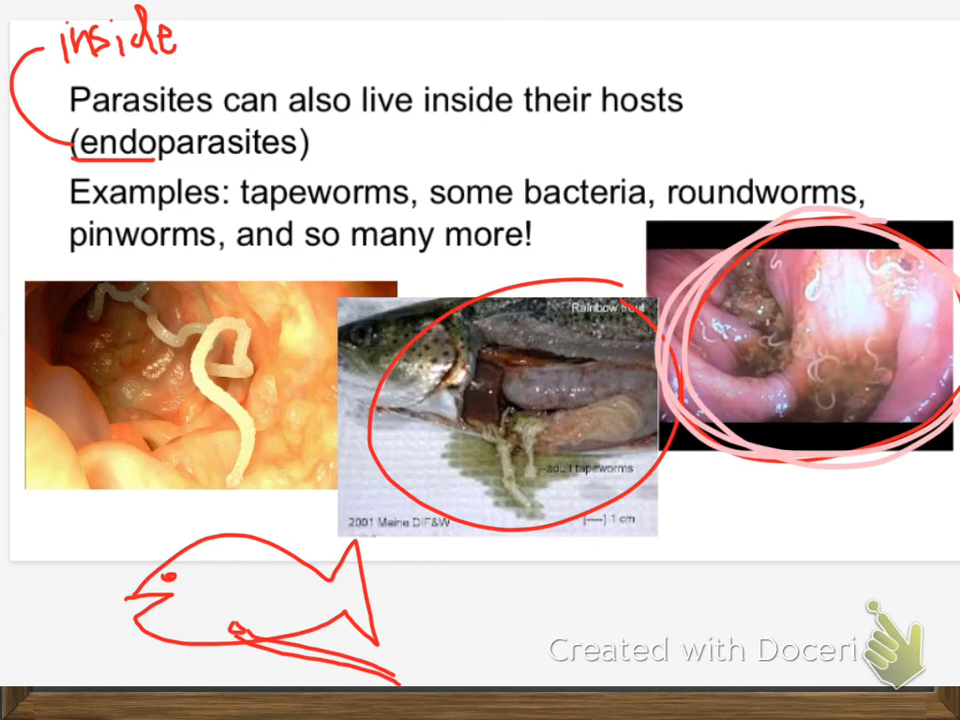 inside
Parasites can also live inside their hosts
(endoparasites)
Examples: tapeworms, some bacteria, roundworms,
pinworms, and so many more!
Rainbow trout
adult tapeworms
2001 Maine DIF&W
[----] 1 cm
Created with Doceri